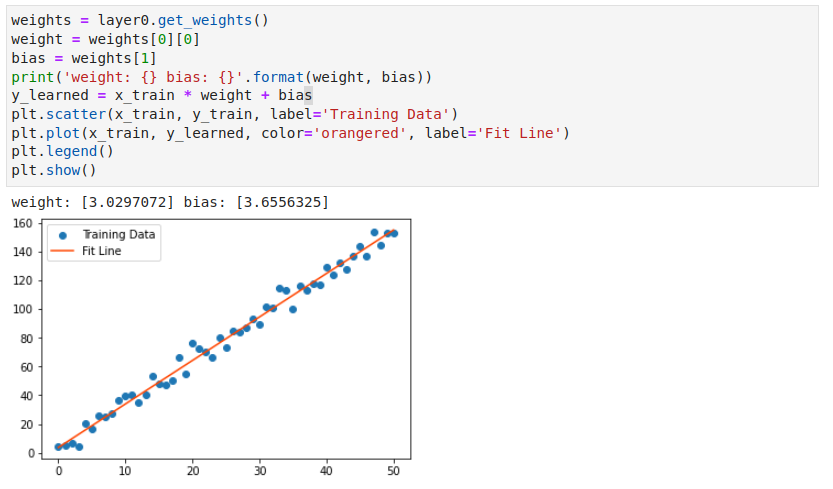 weights = layer0.get_weights()
weight = weights[0][0]
bias = weights[1]
print('weight: {} bias: {}'.format(weight, bias))
y_learned = x_train * weight + bias
plt.scatter(x_train, y_train, label='Training Data')
plt.plot(x_train, y_learned, color='orangered', label='Fit Line')
plt.legend()
plt.show()
weight: [3.0297072] bias: [3.6556325]
Training Data
Fit Line
160
140
120
100
80
60
40
20
0
0 10 20 30 40 50